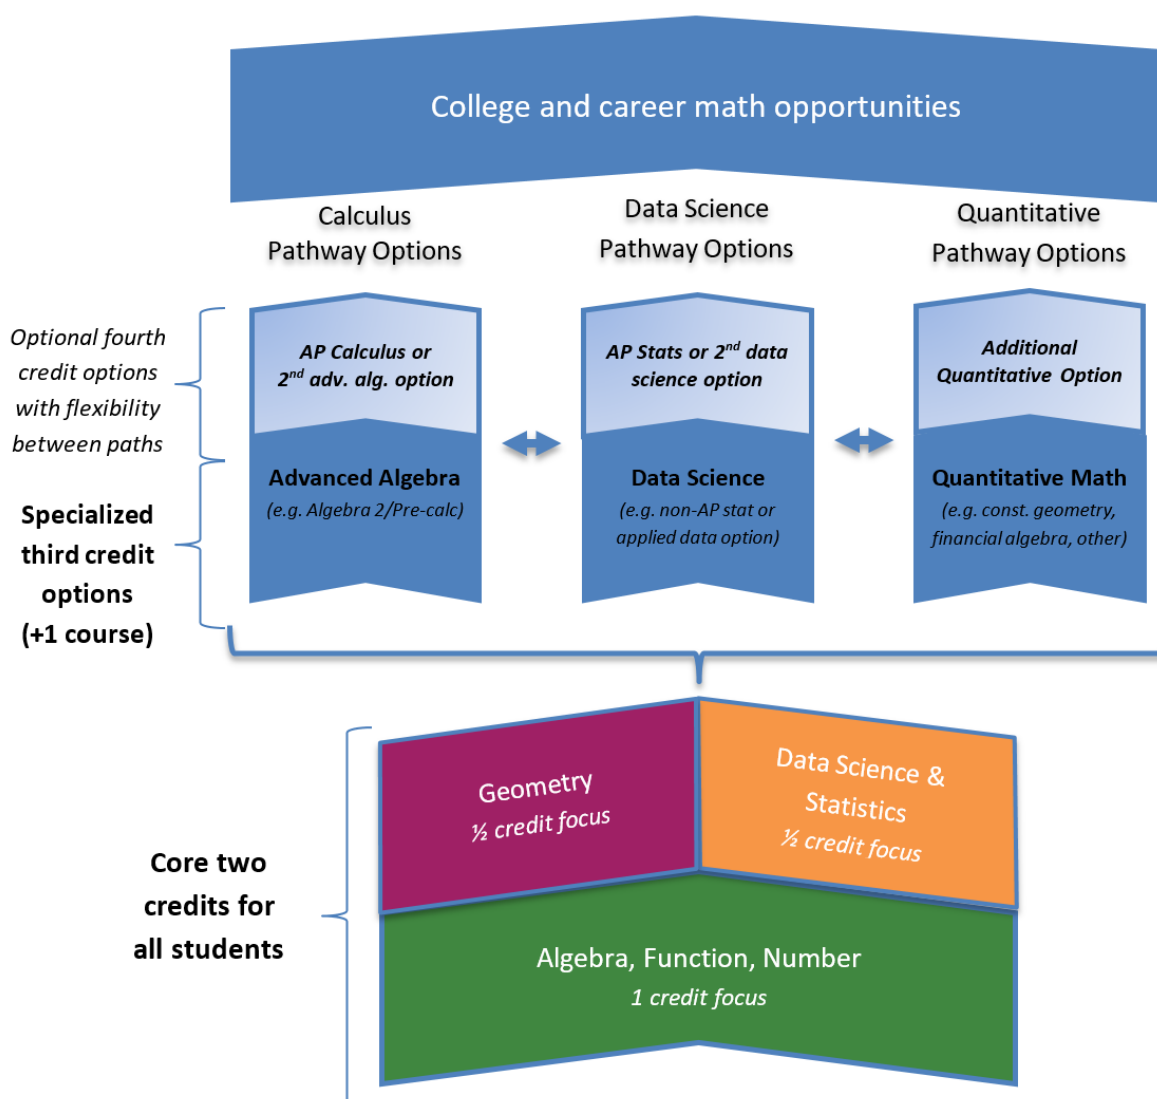 College and career math opportunities
Calculus
Pathway Options
Data Science
Pathway Options
Quantitative
Pathway Options
Optional fourth
credit options
with flexibility
between paths
AP Calculus or
2nd adv. alg. option
AP Stats or 2nd data
science option
Additional
Quantitative Option
Specialized
third credit
options
(+1 course)
Advanced Algebra
(e.g. Algebra 2/Pre-calc)
Data Science
(e.g. non-AP stat or
applied data option)
Quantitative Math
(e.g. const. geometry,
financial algebra, other)
Core two
credits for
all students
Geometry
½ credit focus
Data Science &
Statistics
½ credit focus
Algebra, Function, Number
1 credit focus